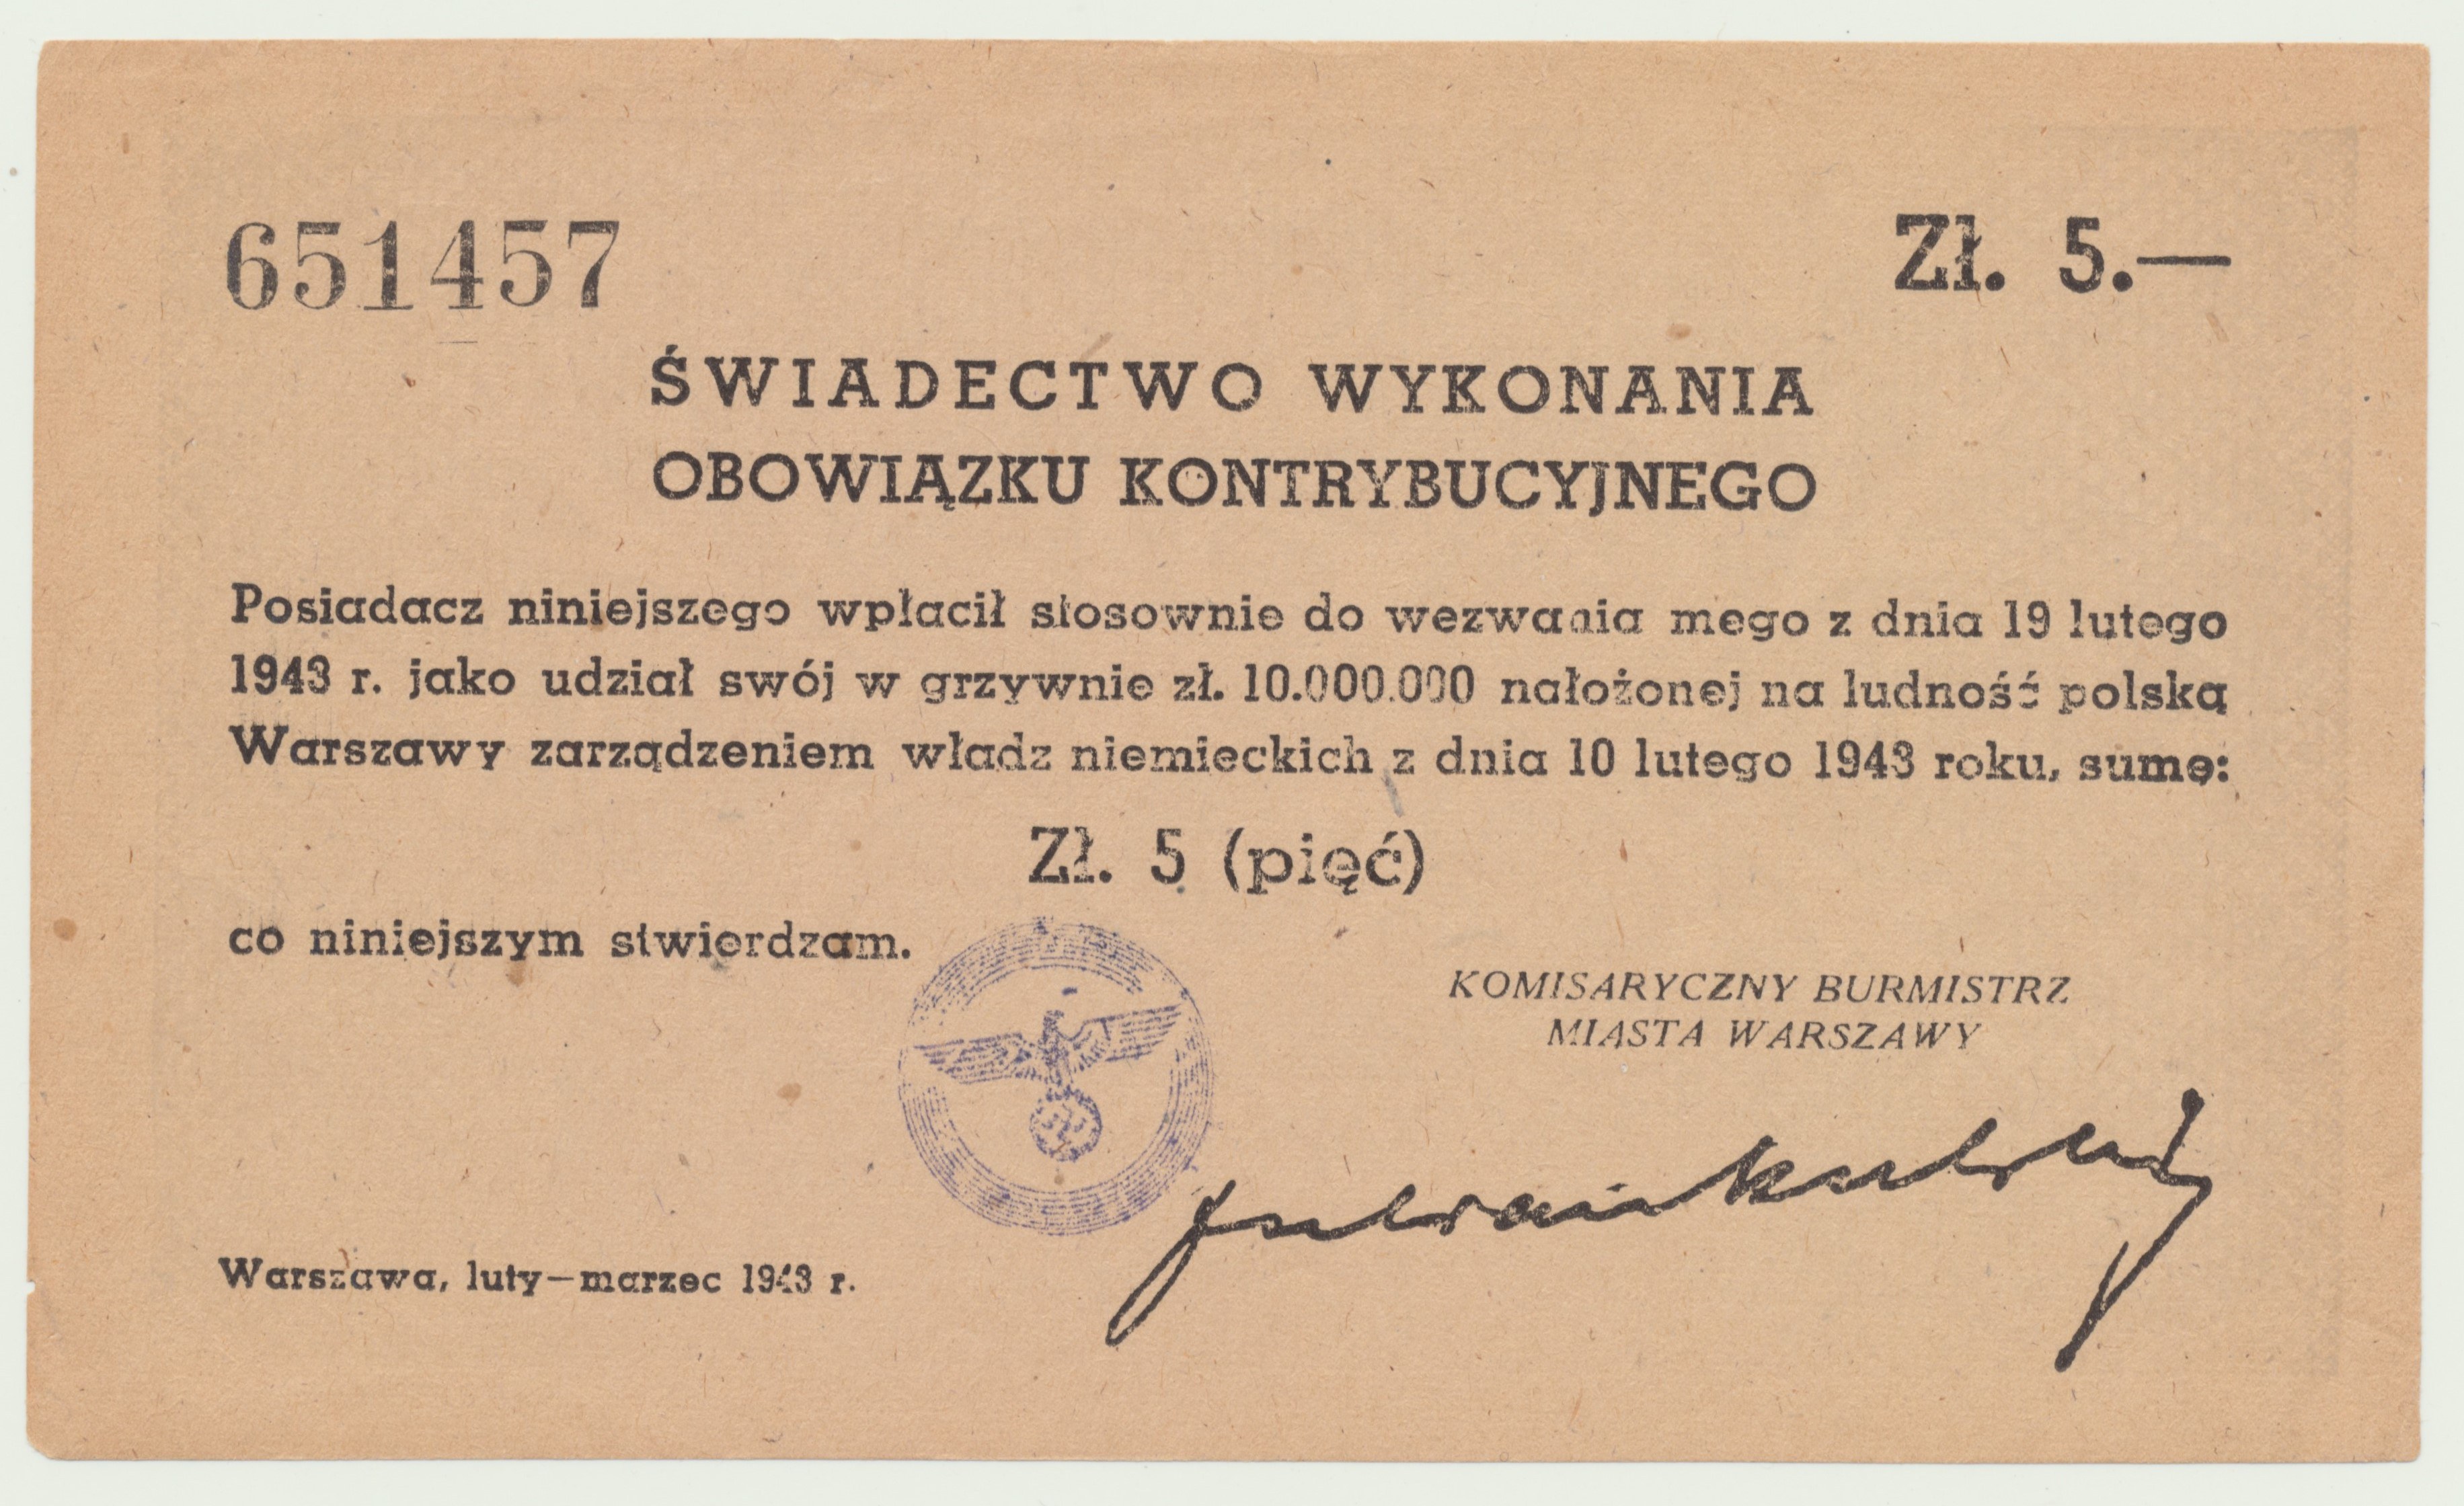 651457
Zł. 5.—
ŚWIADECTWO WYKONANIA
OBOWIĄZKU KONTRYBUCYJNEGO
Posiadacz niniejszego wpłacił stosownie do wezwania mego z dnia 19 lutego
1943 r. jako udział swój w grzywnie zł. 10.000.000 nałożonej na ludność polską
Warszawy zarządzeniem władz niemieckich z dnia 10 lutego 1943 roku, sumę:
Zł. 5 (pięć)
co niniejszym stwierdzam.
KOMISARYCZNY BURMISTRZ
MIASTA WARSZAWY
Warszawa, luty—marzec 1943 r.